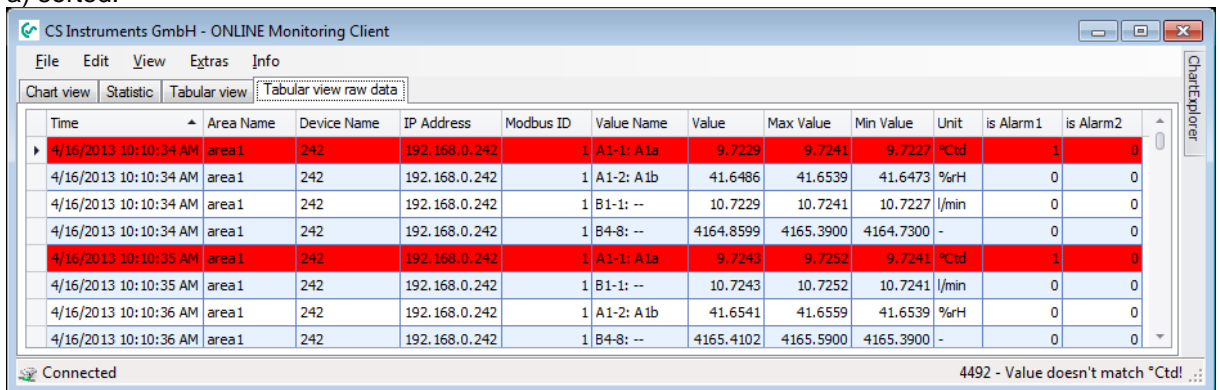 a) sorted:
CS Instruments GmbH - ONLINE Monitoring Client
File Edit View Extras Info
Chart view Statistic Tabular view Tabular view raw data
ChartExplorer
Time Area Name Device Name IP Address Modbus ID Value Name Value Max Value Min Value Unit is Alarm1 is Alarm2
4/16/2013 10:10:34 AM area1 242 192.168.0.242 1 A1-1: A1a 9.7229 9.7241 9.7227 °Ctd 1 0
4/16/2013 10:10:34 AM area1 242 192.168.0.242 1 A1-2: A1b 41.6486 41.6539 41.6473 %rH 0 0
4/16/2013 10:10:34 AM area1 242 192.168.0.242 1 B1-1: -- 10.7229 10.7241 10.7227 l/min 0 0
4/16/2013 10:10:34 AM area1 242 192.168.0.242 1 B4-8: -- 4164.8599 4165.3900 4164.7300 - 0 0
4/16/2013 10:10:35 AM area1 242 192.168.0.242 1 A1-1: A1a 9.7243 9.7252 9.7241 °Ctd 1 0
4/16/2013 10:10:35 AM area1 242 192.168.0.242 1 B1-1: -- 10.7243 10.7252 10.7241 l/min 0 0
4/16/2013 10:10:36 AM area1 242 192.168.0.242 1 A1-2: A1b 41.6541 41.6559 41.6539 %rH 0 0
4/16/2013 10:10:36 AM area1 242 192.168.0.242 1 B4-8: -- 4165.4102 4165.5900 4165.3900 - 0 0
Connected 4492 - Value doesn't match °Ctd!